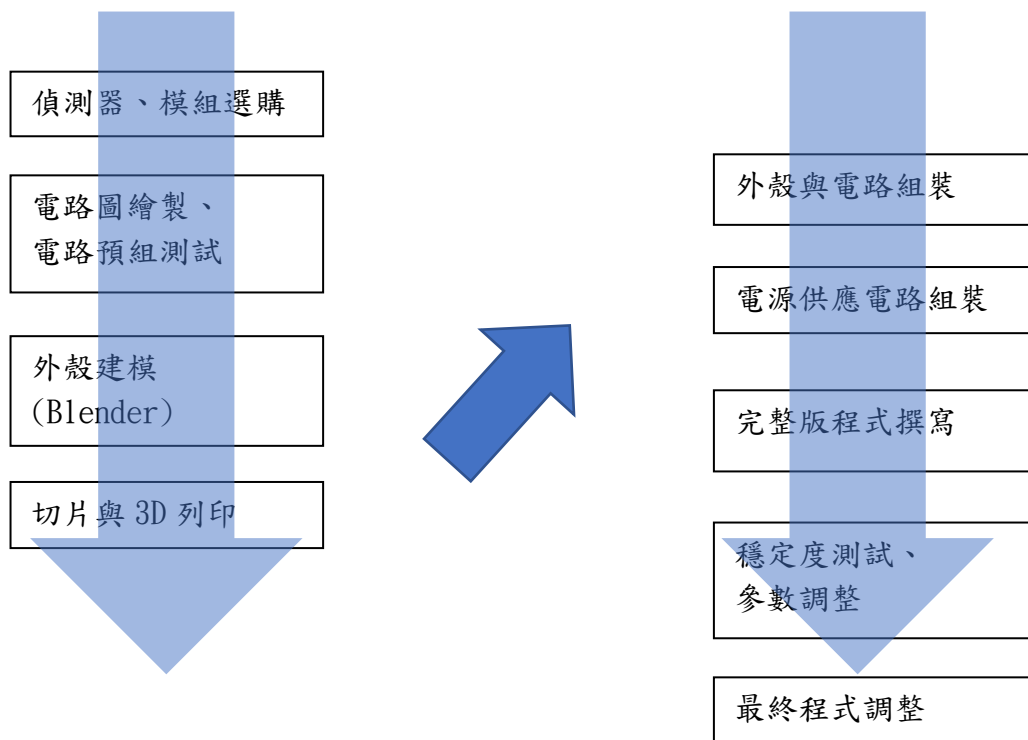 偵測器、模組選購
電路圖繪製、
電路預組測試
外殼建模
(Blender)
切片與 3D 列印
外殼與電路組裝
電源供應電路組裝
完整版程式撰寫
穩定度測試、
參數調整
最終程式調整